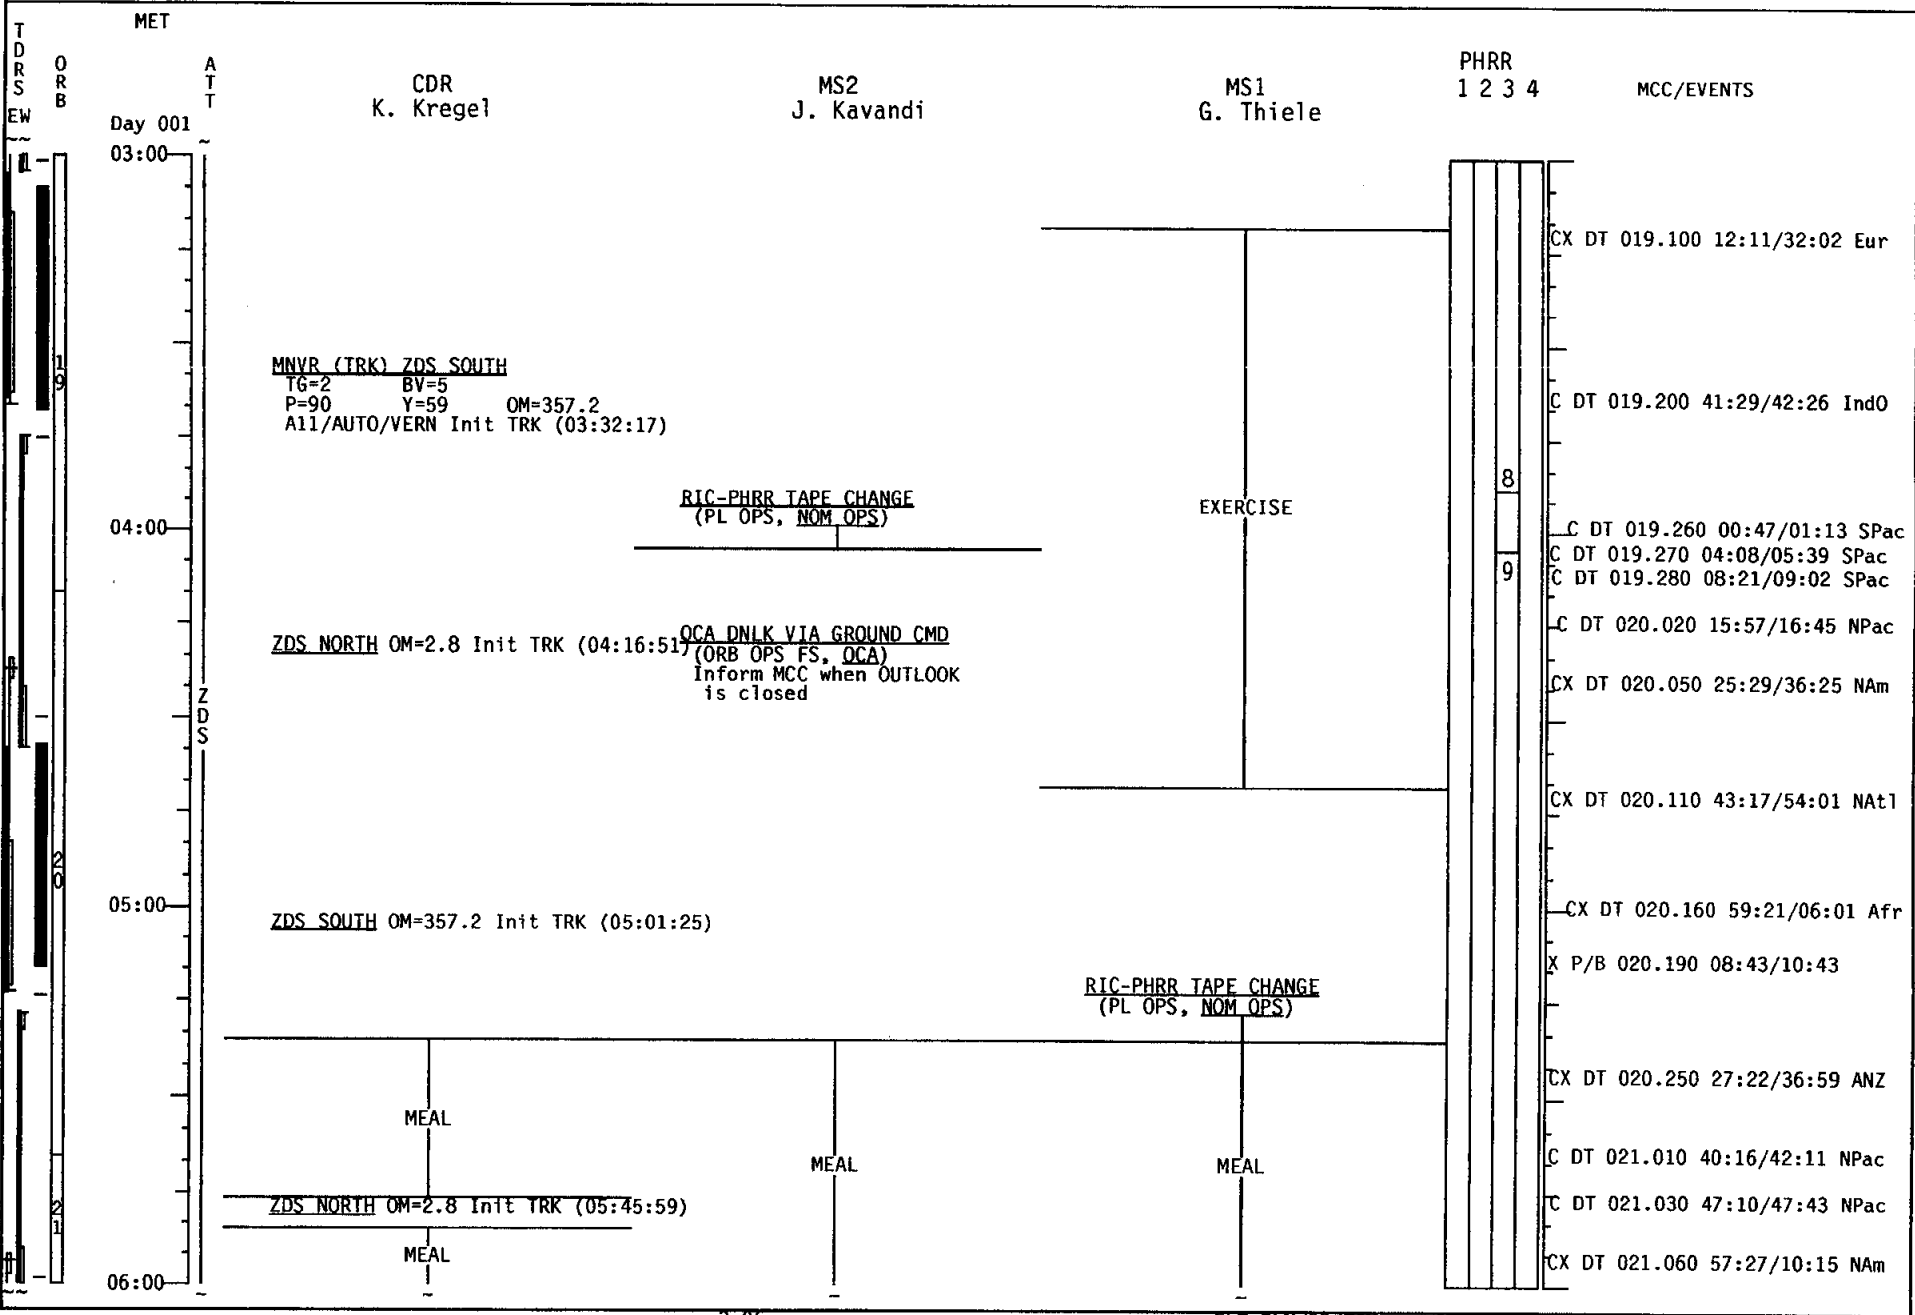 MET
TDRS
ORB
ATT
EW
CDR
K. Kregel
MS2
J. Kavandi
MS1
G. Thiele
PHRR
1 2 3 4
MCC/EVENTS
Day 001
03:00
CX DT 019.100 12:11/32:02 Eur
19
MNVR (TRK) ZDS SOUTH
TG=2 BV=5
P=90 Y=59 OM=357.2
All/AUTO/VERN Init TRK (03:32:17)
C DT 019.200 41:29/42:26 IndO
8
RIC-PHRR TAPE CHANGE
(PL OPS, NOM OPS)
EXERCISE
04:00
C DT 019.260 00:47/01:13 SPac
C DT 019.270 04:08/05:39 SPac
9
C DT 019.280 08:21/09:02 SPac
C DT 020.020 15:57/16:45 NPac
ZDS NORTH OM=2.8 Init TRK (04:16:51)
OCA DNLK VIA GROUND CMD
(ORB OPS FS, OCA)
Inform MCC when OUTLOOK
is closed
ZDS
CX DT 020.050 25:29/36:25 NAm
CX DT 020.110 43:17/54:01 NAtl
20
05:00
ZDS SOUTH OM=357.2 Init TRK (05:01:25)
CX DT 020.160 59:21/06:01 Afr
X P/B 020.190 08:43/10:43
RIC-PHRR TAPE CHANGE
(PL OPS, NOM OPS)
CX DT 020.250 27:22/36:59 ANZ
MEAL
MEAL
MEAL
C DT 021.010 40:16/42:11 NPac
21
ZDS NORTH OM=2.8 Init TRK (05:45:59)
C DT 021.030 47:10/47:43 NPac
MEAL
CX DT 021.060 57:27/10:15 NAm
06:00